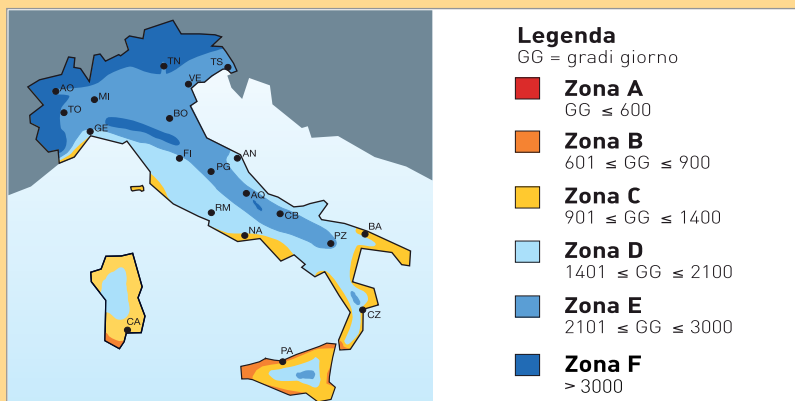 TN
TS
AO
MI
VE
TO
BO
GE
FI
AN
PG
AQ
RM
CB
NA
PZ
BA
CA
CZ
PA
Legenda
GG = gradi giorno
Zona A
GG ≤ 600
Zona B
601 ≤ GG ≤ 900
Zona C
901 ≤ GG ≤ 1400
Zona D
1401 ≤ GG ≤ 2100
Zona E
2101 ≤ GG ≤ 3000
Zona F
> 3000